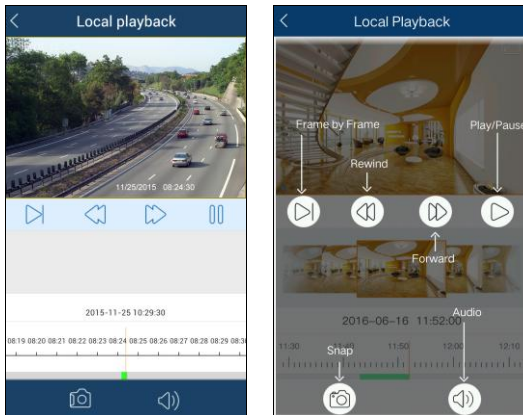 Local playback
11/25/2015 08:24:30
2015-11-25 10:29:30
08:19 08:20 08:21 08:22 08:23 08:24 08:25 08:26 08:27 08:28 08:29 08:30
Local Playback
Frame by Frame
Play/Pause
Rewind
Forward
2016-06-16 11:52:00
Audio
11:30 11:40 11:50 12:00 12:10
Snap